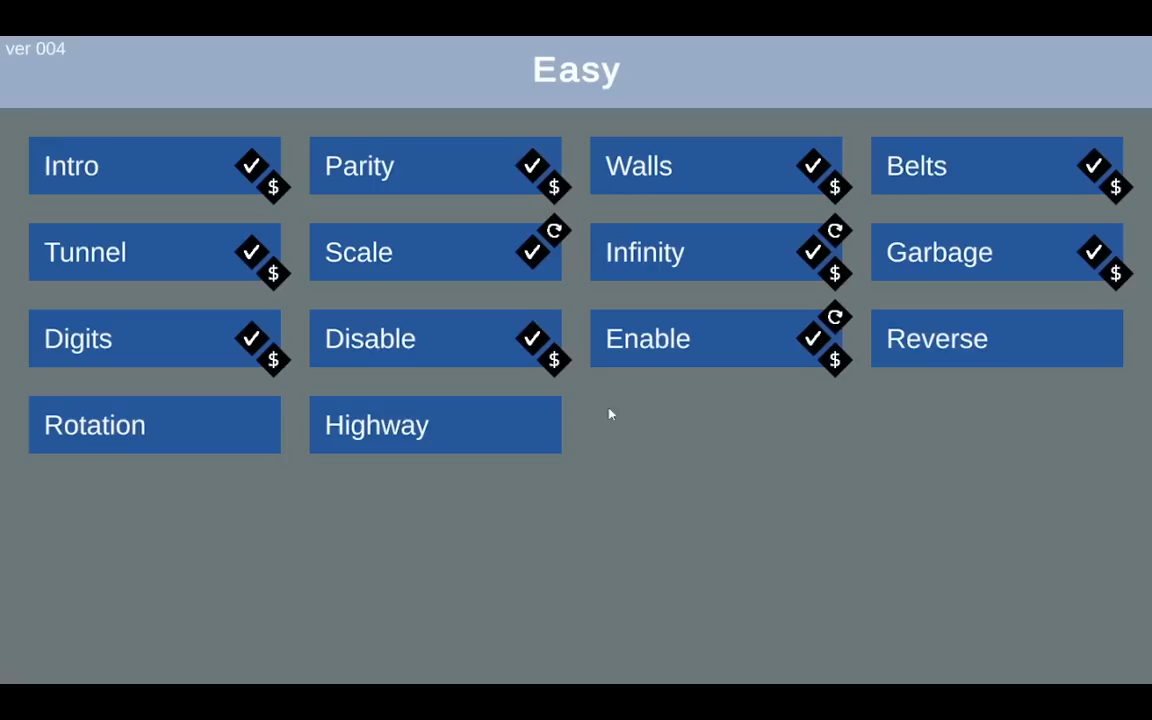 ver 004
Easy
Intro
Parity
Walls
Belts
$
$
$
$
Tunnel
Scale
Infinity
Garbage
$
$
$
Digits
Disable
Enable
Reverse
$
$
$
Rotation
Highway